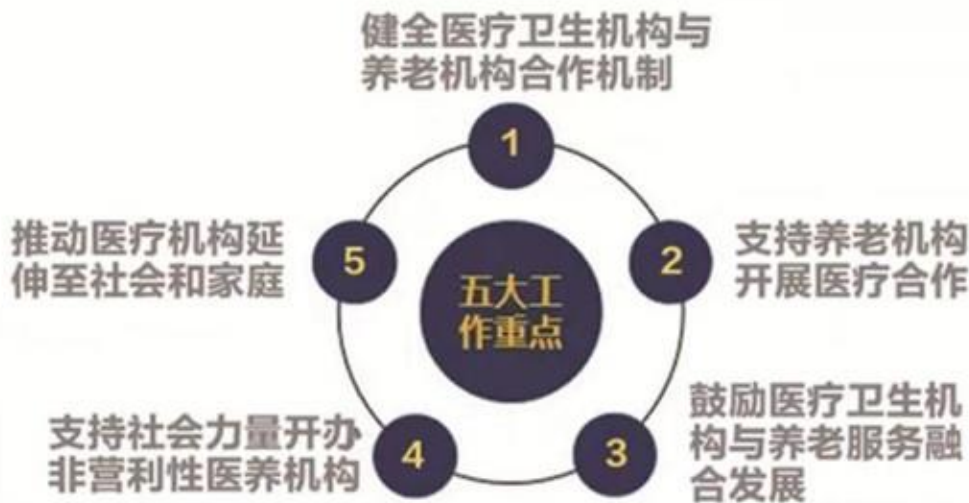 健全医疗卫生机构与
养老机构合作机制
1
2
支持养老机构
开展医疗合作
3
鼓励医疗卫生机
构与养老服务融
合发展
4
支持社会力量开办
非营利性医养机构
5
推动医疗机构延
伸至社会和家庭
五大工
作重点